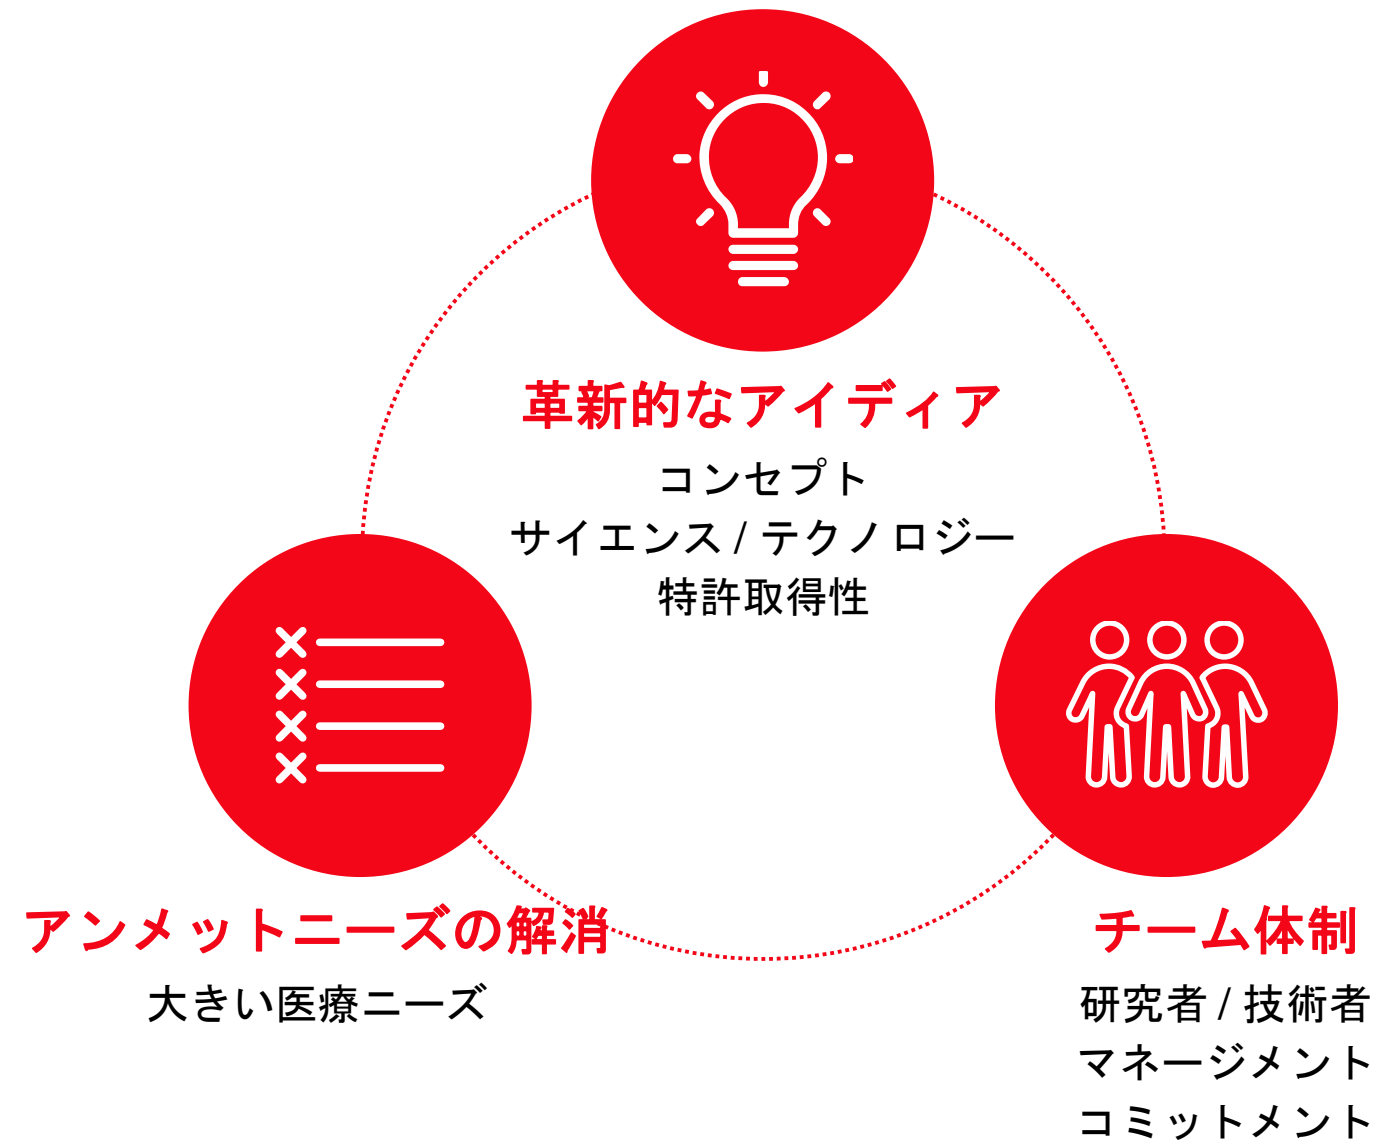 革新的なアイディア
コンセプト
サイエンス / テクノロジー
特許取得性
アンメットニーズの解消
大きい医療ニーズ
チーム体制
研究者 / 技術者
マネージメント
コミットメント